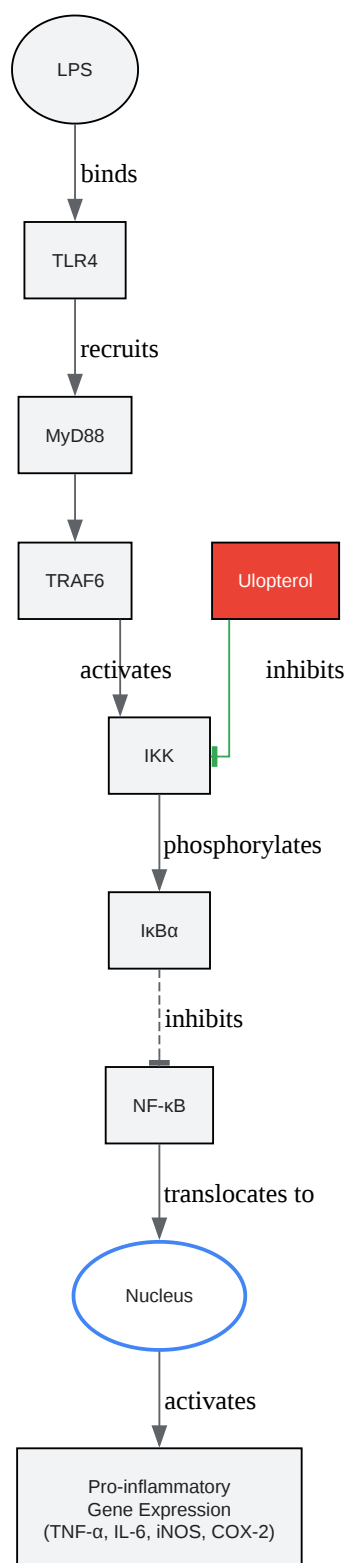 LPS
binds
TLR4
recruits
MyD88
TRAF6
Ulopterol
activates
inhibits
IKK
phosphorylates
IκBα
inhibits
NF-κB
translocates to
Nucleus
activates
Pro-inflammatory
Gene Expression
(TNF-α, IL-6, iNOS, COX-2)